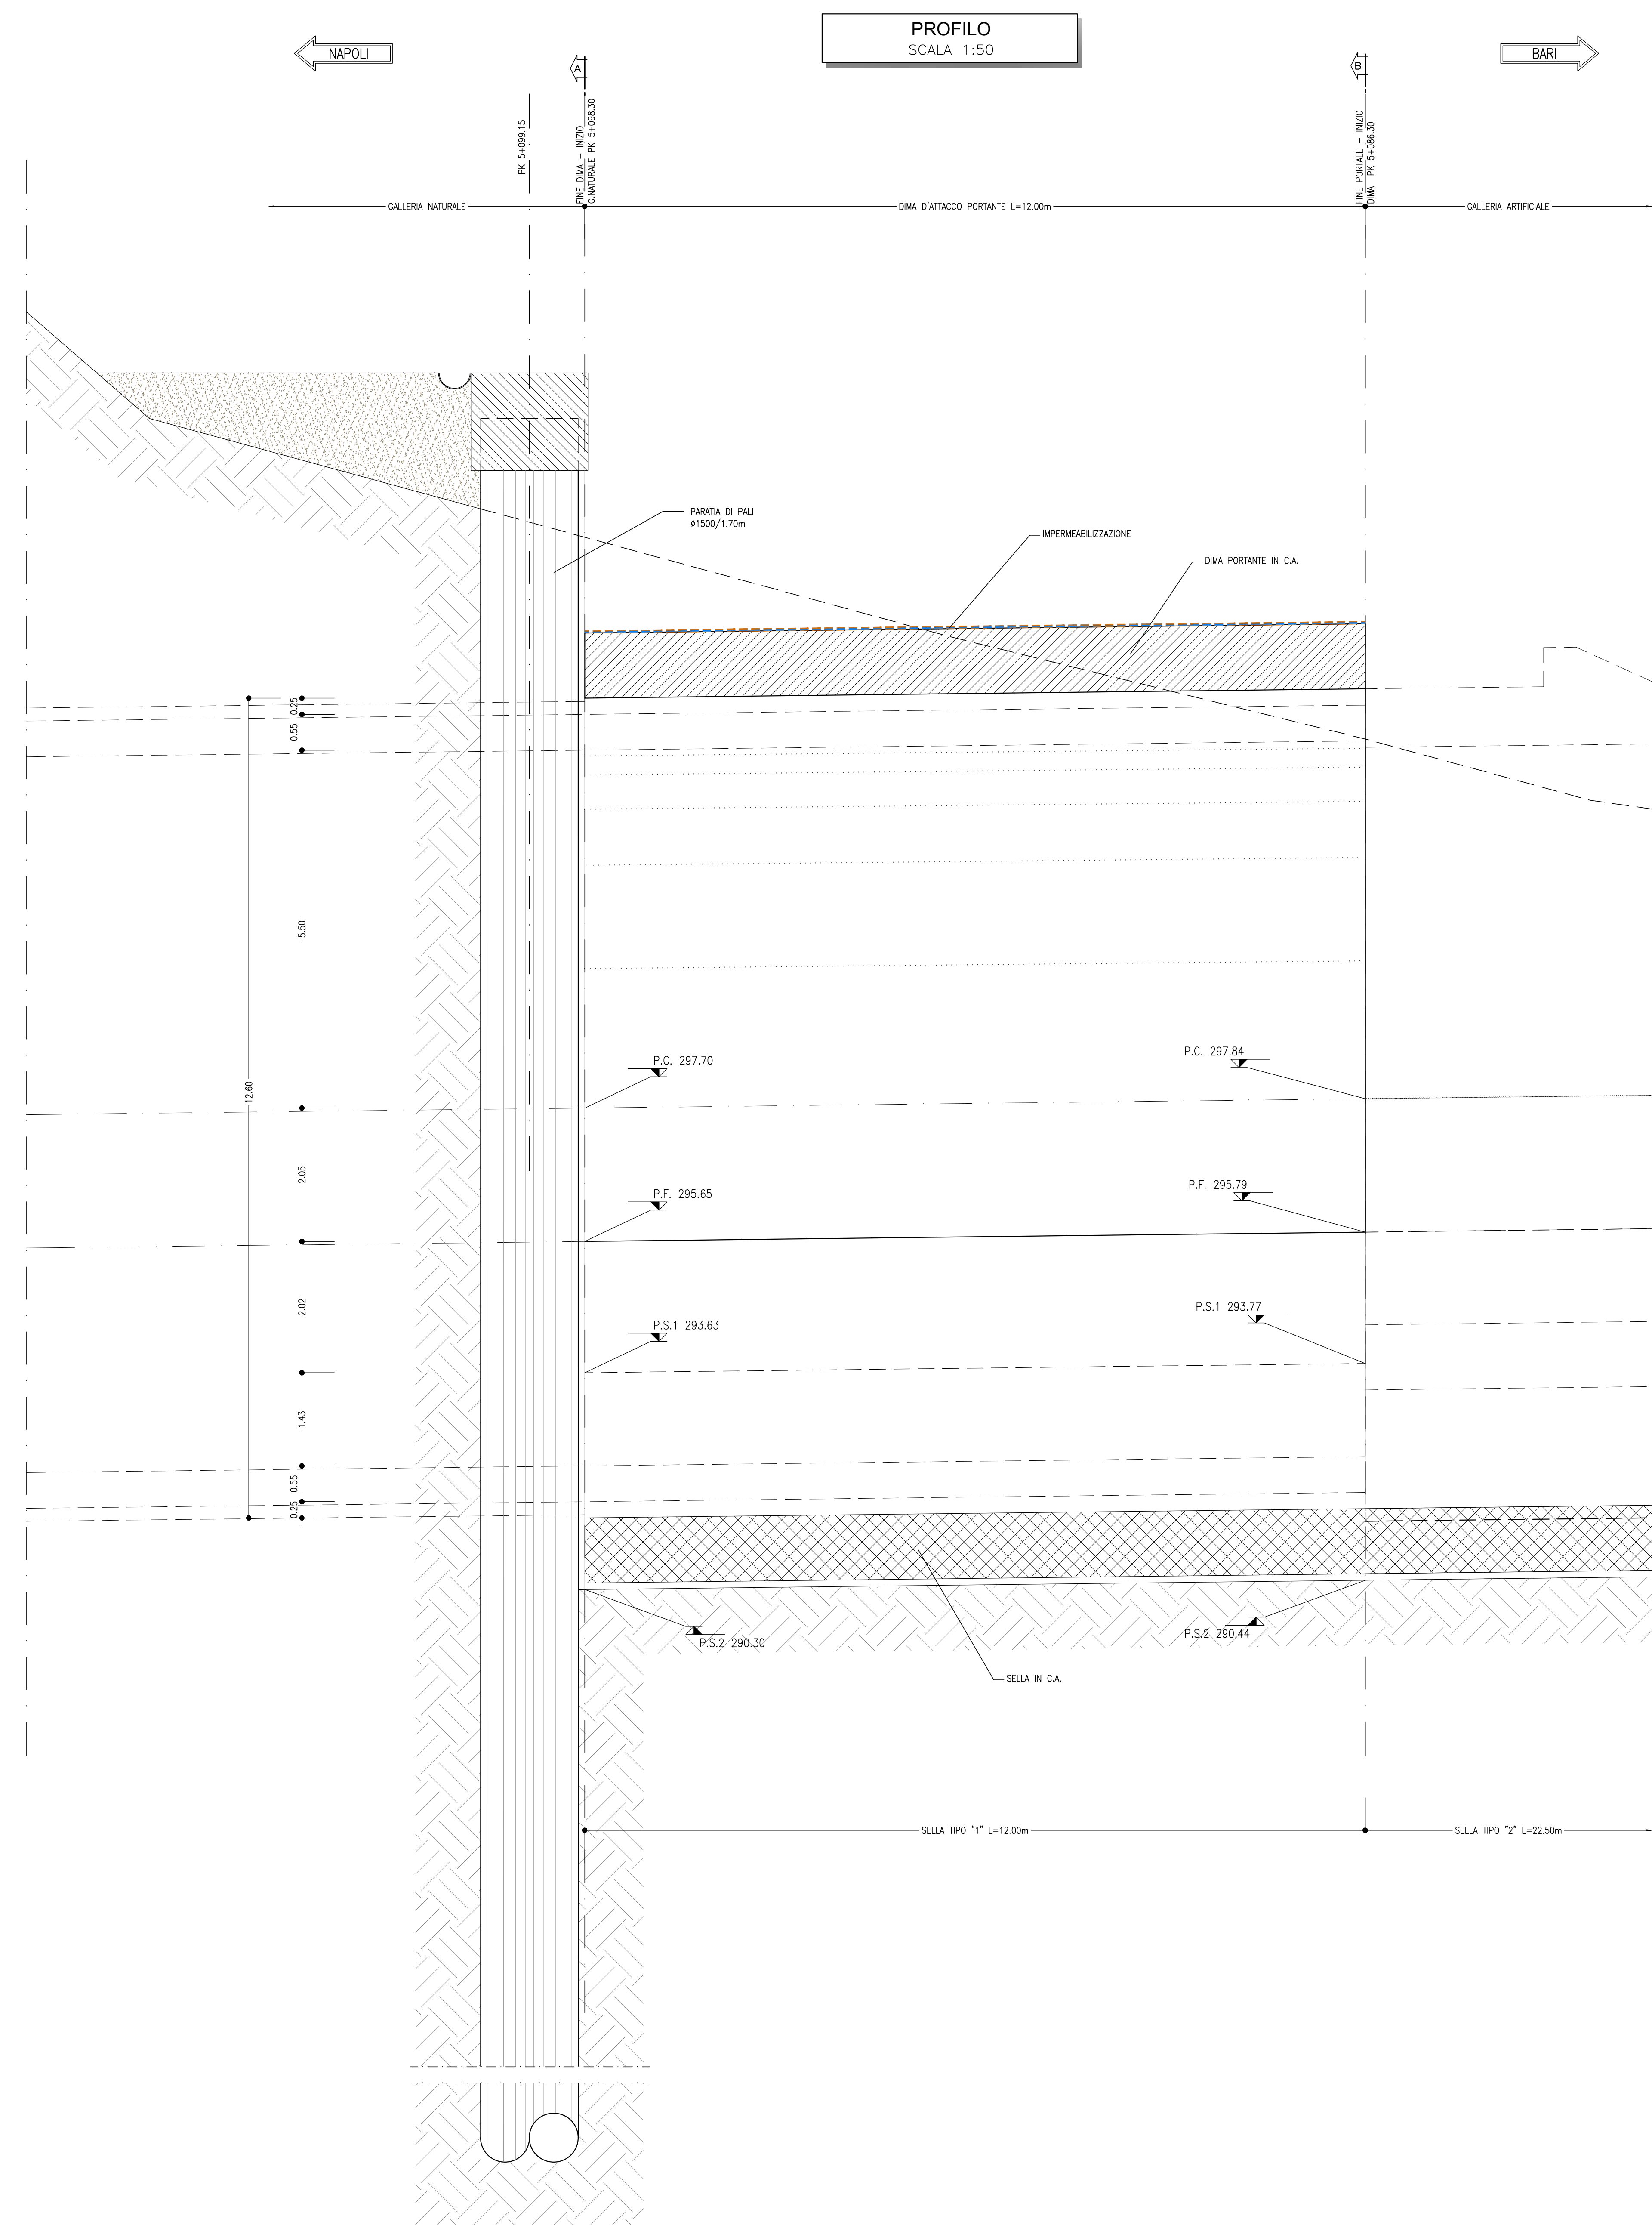 PROFILO
SCALA 1:50
NAPOLI
BARI
A
B
PK 5+099.15
FINE DIMA - INIZIO
G.NATURALE PK 5+098.30
FINE PORTALE - INIZIO
DIMA PK 5+086.30
GALLERIA NATURALE
DIMA D'ATTACCO PORTANTE L=12.00m
GALLERIA ARTIFICIALE
PARATIA DI PALI
ø1500/1.70m
IMPERMEABILIZZAZIONE
DIMA PORTANTE IN C.A.
0.25
0.55
5.50
12.60
2.05
2.02
1.43
0.55
0.25
P.C. 297.70
P.C. 297.84
P.F. 295.65
P.F. 295.79
P.S.1 293.63
P.S.1 293.77
P.S.2 290.30
P.S.2 290.44
SELLA IN C.A.
SELLA TIPO "1" L=12.00m
SELLA TIPO "2" L=22.50m